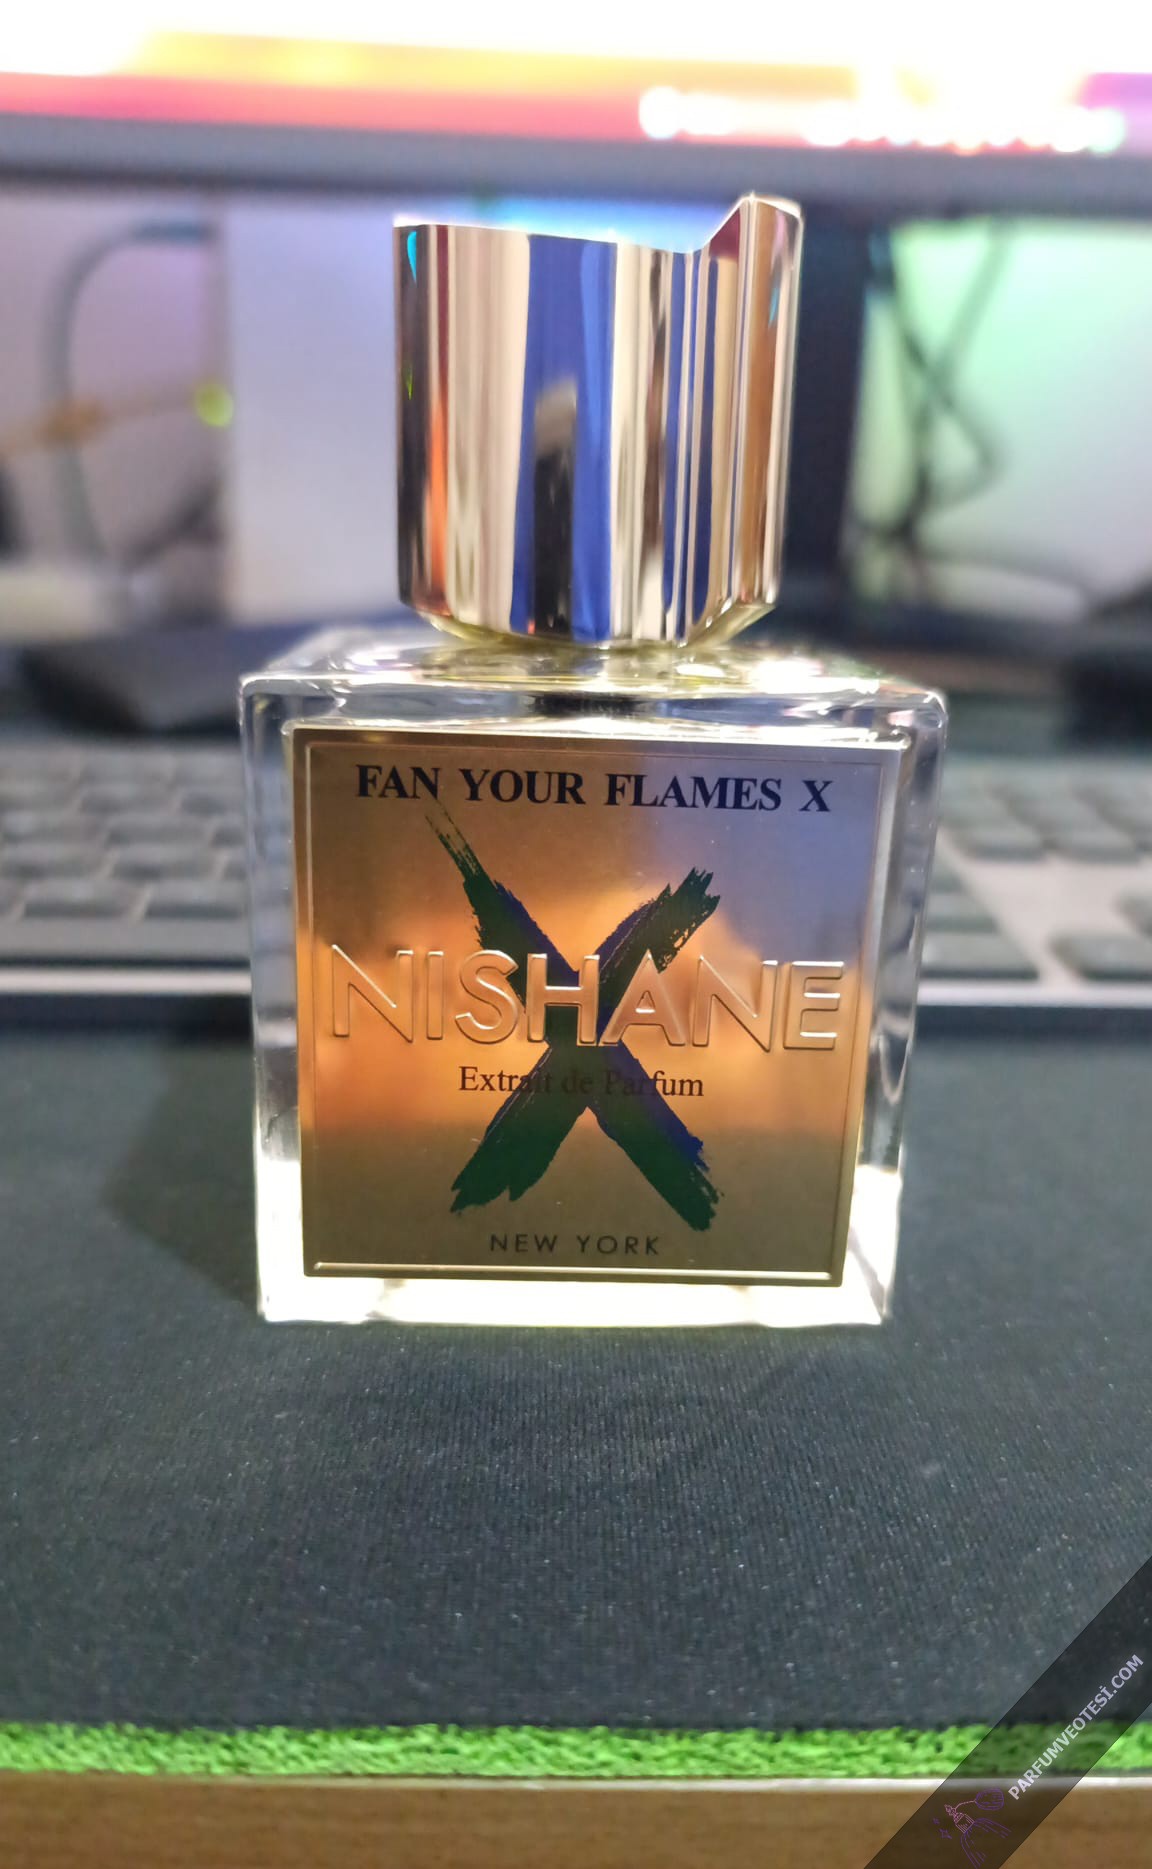 FAN YOUR FLAMES X
NISHANE
Extrait de Parfum
NEW YORK
PARFUMVEOTESİ.COM